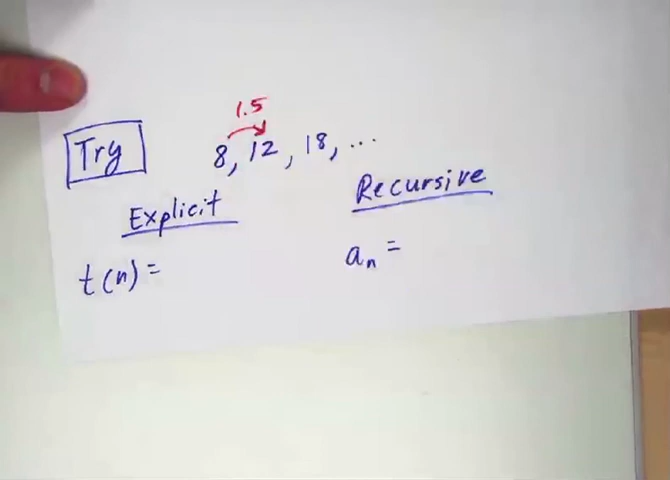 1.5
Try 8, 12, 18, ...
Explicit Recursive
t(n) = aₙ =